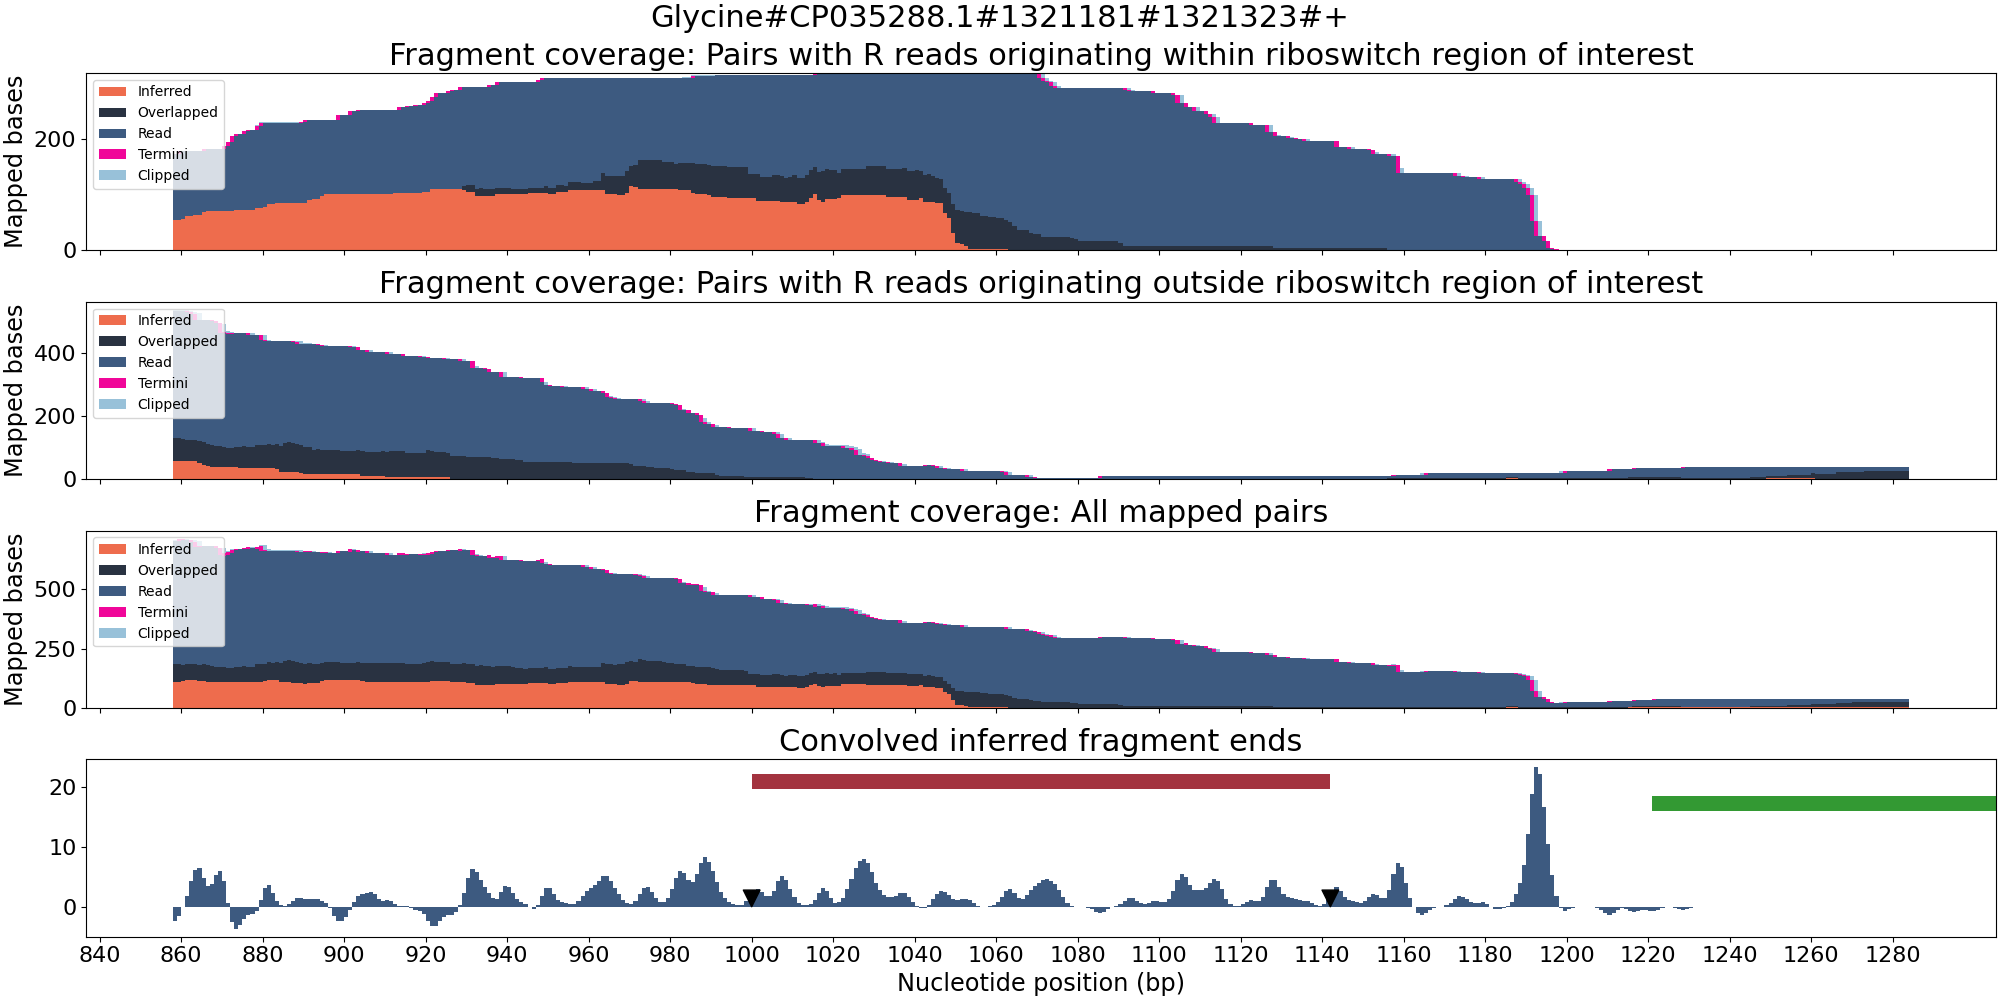 Glycine#CP035288.1#1321181#1321323#+
Fragment coverage: Pairs with R reads originating within riboswitch region of interest
Mapped bases
200
0
Inferred
Overlapped
Read
Termini
Clipped
Fragment coverage: Pairs with R reads originating outside riboswitch region of interest
Mapped bases
400
200
0
Inferred
Overlapped
Read
Termini
Clipped
Fragment coverage: All mapped pairs
Mapped bases
500
250
0
Inferred
Overlapped
Read
Termini
Clipped
Convolved inferred fragment ends
20
10
0
840 860 880 900 920 940 960 980 1000 1020 1040 1060 1080 1100 1120 1140 1160 1180 1200 1220 1240 1260 1280
Nucleotide position (bp)